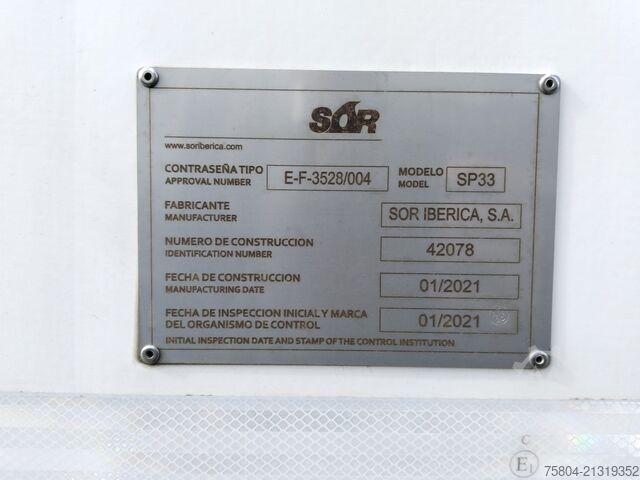 SOR
www.soriberica.com
CONTRASEÑA TIPO E-F-3528/004 MODELO SP33
APPROVAL NUMBER MODEL
FABRICANTE SOR IBERICA, S.A.
MANUFACTURER
NUMERO DE CONSTRUCCION 42078
IDENTIFICATION NUMBER
FECHA DE CONSTRUCCION 01/2021
MANUFACTURING DATE
FECHA DE INSPECCION INICIAL Y MARCA 01/2021
DEL ORGANISMO DE CONTROL
INITIAL INSPECTION DATE AND STAMP OF THE CONTROL INSTITUTION
C
E1
75804-21319352